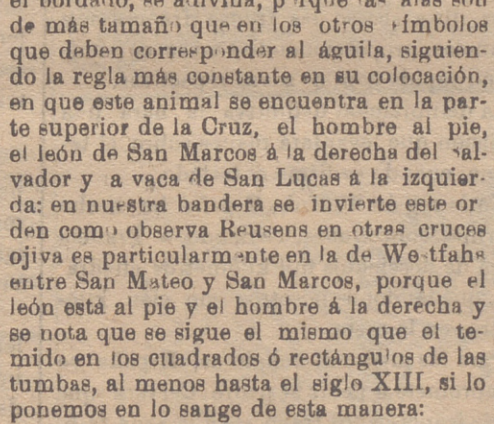 el bordado, se adivina, porque las alas son
de más tamaño que en los otros símbolos
que deben corresponder al águila, siguien-
do la regla más constante en su colocación,
en que este animal se encuentra en la par-
te superior de la Cruz, el hombre al pie,
el león de San Marcos á la derecha del Sal-
vador y a vaca de San Lucas á la izquier-
da: en nuestra bandera se invierte este or
den como observa Reusens en otras cruces
ojiva es particularmente en la de Westfahs
entre San Mateo y San Marcos, porque el
león está al pie y el hombre á la derecha y
se nota que se sigue el mismo que el te-
mido en los cuadrados ó rectángulos de las
tumbas, al menos hasta el siglo XIII, si lo
ponemos en lo sange de esta manera: